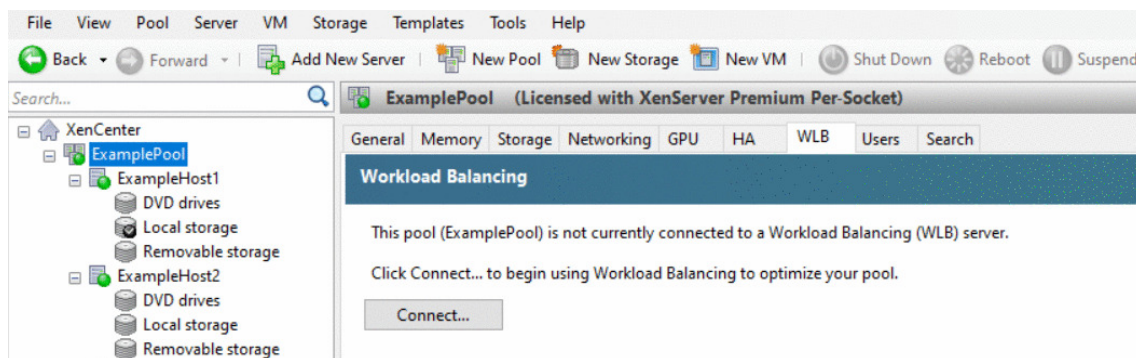 File View Pool Server VM Storage Templates Tools Help
Back Forward Add New Server New Pool New Storage New VM Shut Down Reboot Suspend
Search...
ExamplePool (Licensed with XenServer Premium Per-Socket)
XenCenter
ExamplePool
ExampleHost1
DVD drives
Local storage
Removable storage
ExampleHost2
DVD drives
Local storage
Removable storage
General Memory Storage Networking GPU HA WLB Users Search
Workload Balancing
This pool (ExamplePool) is not currently connected to a Workload Balancing (WLB) server.
Click Connect... to begin using Workload Balancing to optimize your pool.
Connect...